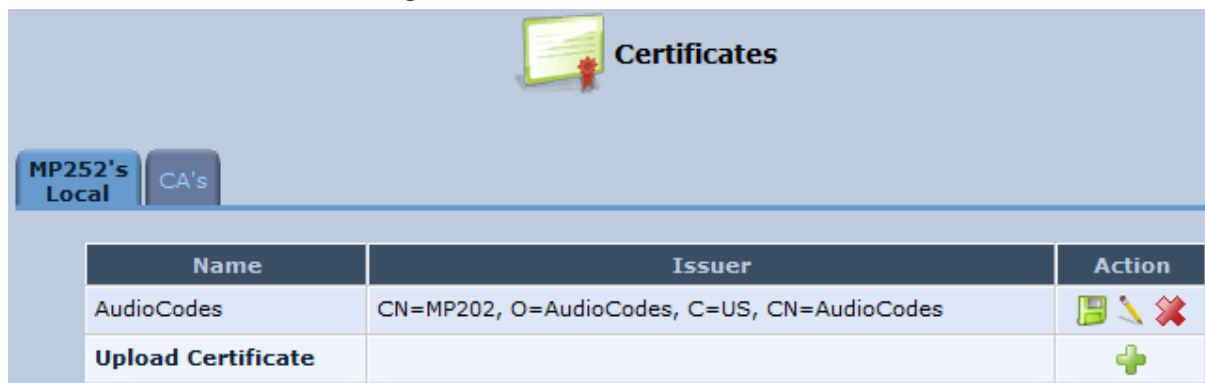 Certificates
MP252's
Local
CA's
Name Issuer Action
AudioCodes CN=MP202, O=AudioCodes, C=US, CN=AudioCodes
Upload Certificate